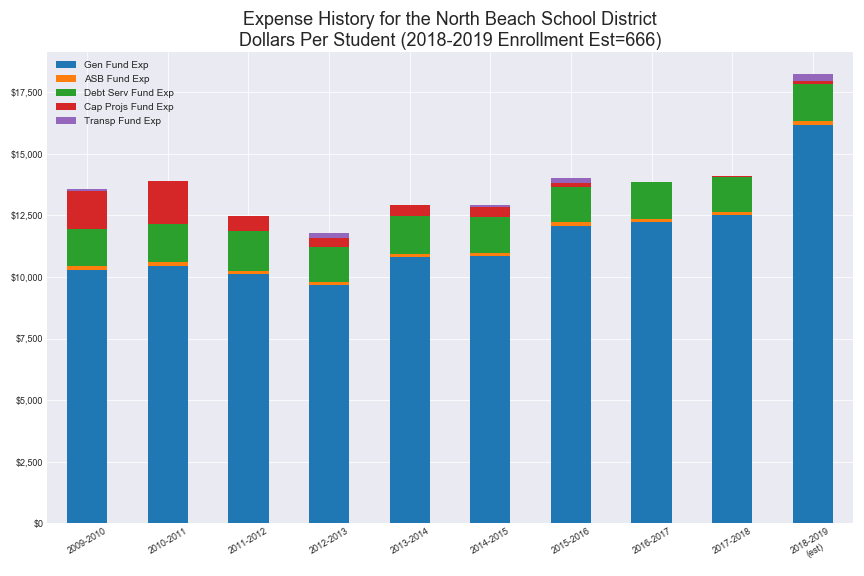 Expense History for the North Beach School District
Dollars Per Student (2018-2019 Enrollment Est=666)
Gen Fund Exp
ASB Fund Exp
Debt Serv Fund Exp
Cap Projs Fund Exp
Transp Fund Exp
$17,500
$15,000
$12,500
$10,000
$7,500
$5,000
$2,500
$0
2009-2010
2010-2011
2011-2012
2012-2013
2013-2014
2014-2015
2015-2016
2016-2017
2017-2018
2018-2019
(est)